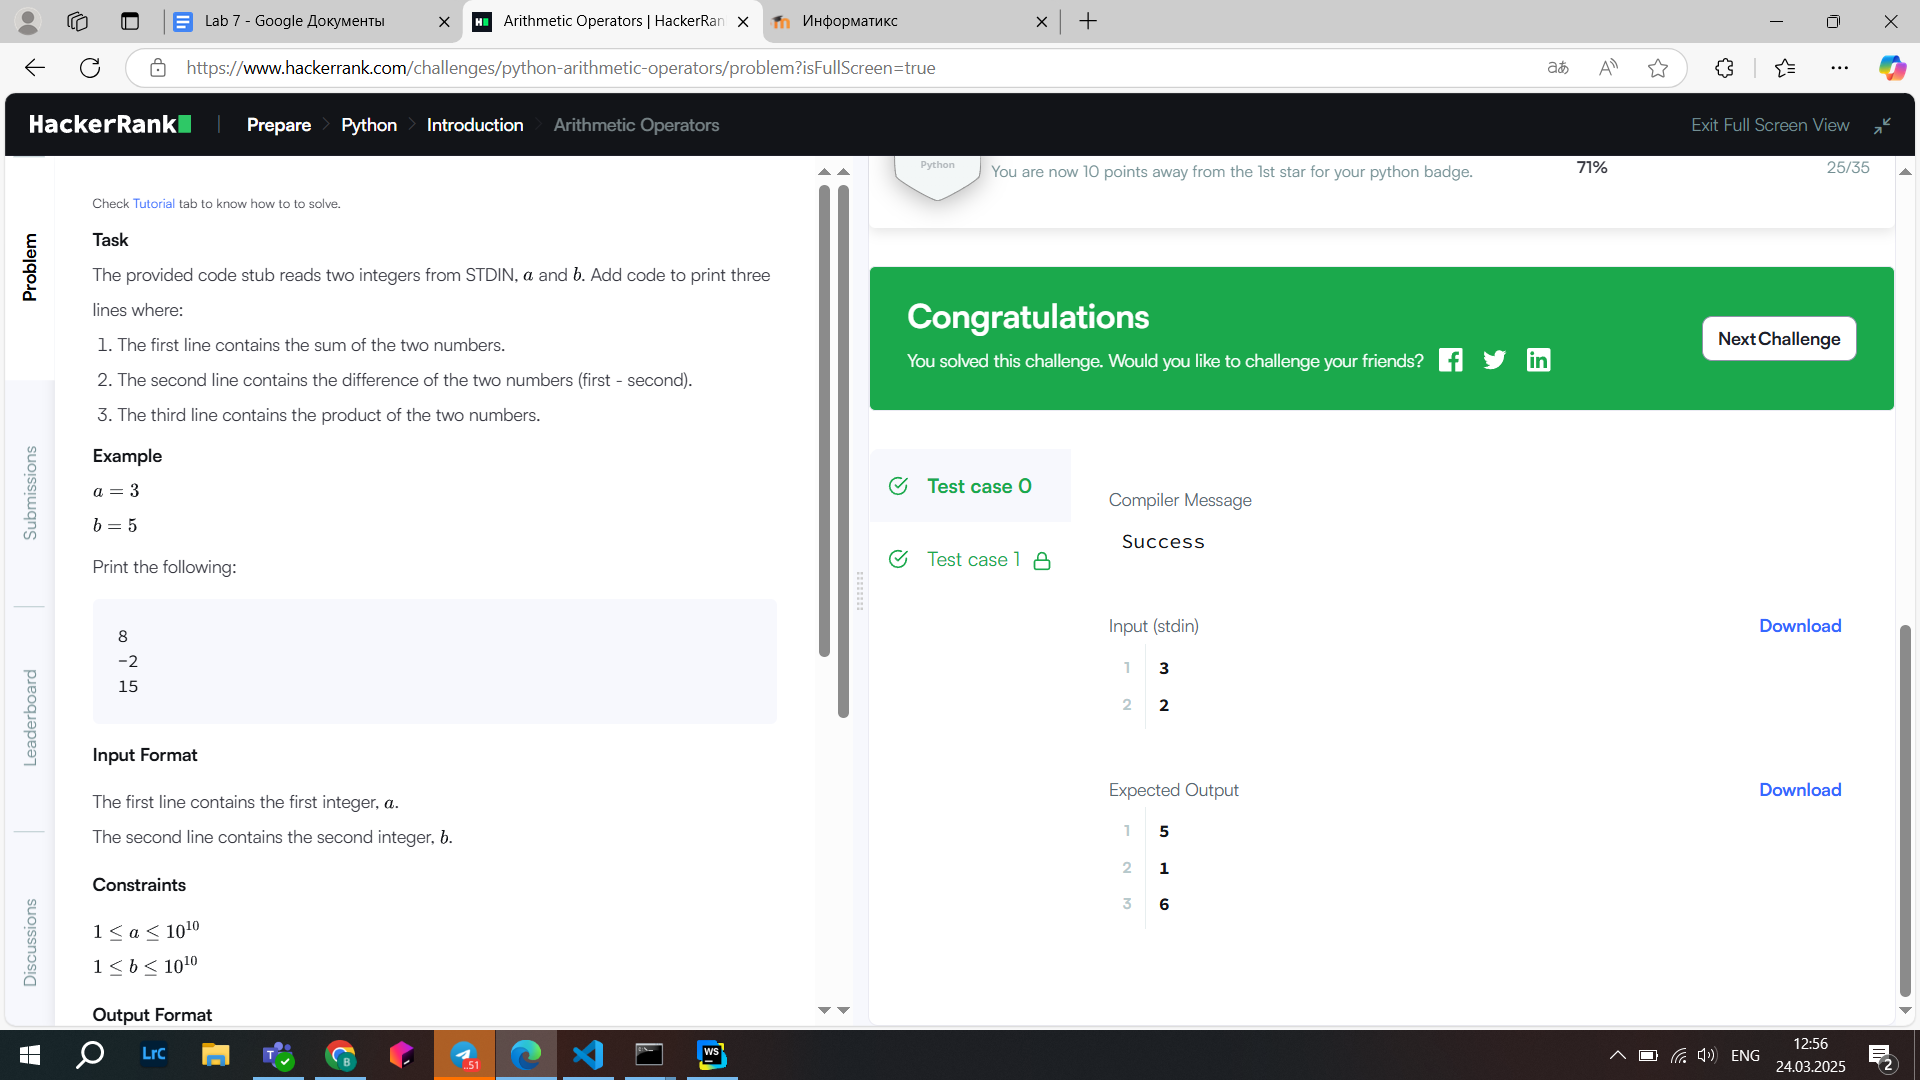 Lab 7 - Google Документы
Arithmetic Operators | HackerRan
Информатикс
https://www.hackerrank.com/challenges/python-arithmetic-operators/problem?isFullScreen=true
HackerRank
Prepare
Python
Introduction
Arithmetic Operators
Exit Full Screen View
Problem
Submissions
Leaderboard
Discussions
Check Tutorial tab to know how to to solve.
Task
The provided code stub reads two integers from STDIN, a and b. Add code to print three
lines where:
1. The first line contains the sum of the two numbers.
2. The second line contains the difference of the two numbers (first - second).
3. The third line contains the product of the two numbers.
Example
a = 3
b = 5
Print the following:
8
-2
15
Input Format
The first line contains the first integer, a.
The second line contains the second integer, b.
Constraints
1 ≤ a ≤ 10^10
1 ≤ b ≤ 10^10
Output Format
Python
You are now 10 points away from the 1st star for your python badge.
71%
25/35
Congratulations
You solved this challenge. Would you like to challenge your friends?
Next Challenge
Test case 0
Test case 1
Compiler Message
Success
Input (stdin)
Download
1 3
2 2
Expected Output
Download
1 5
2 1
3 6
LrC
T
B
..51
WS
ENG
12:56
24.03.2025
2